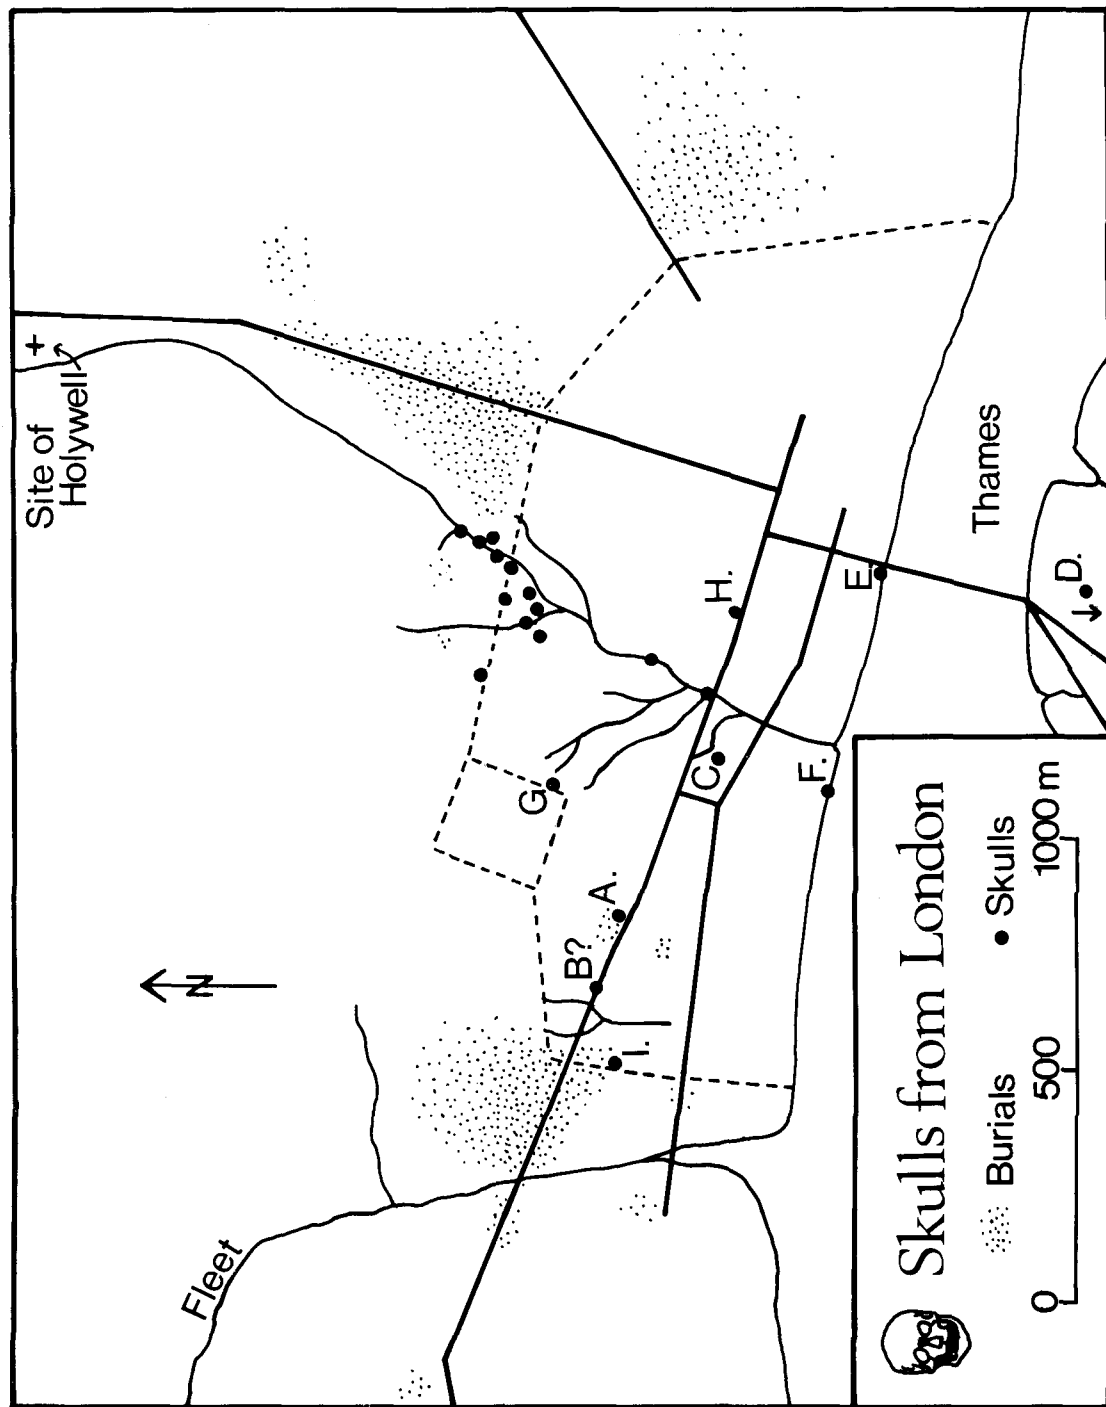 Site of
Holywell
Fleet
N
B?
A.
I.
G.
C.
H.
F.
E.
D.
Thames
Skulls from London
Burials
Skulls
0
500
1000 m